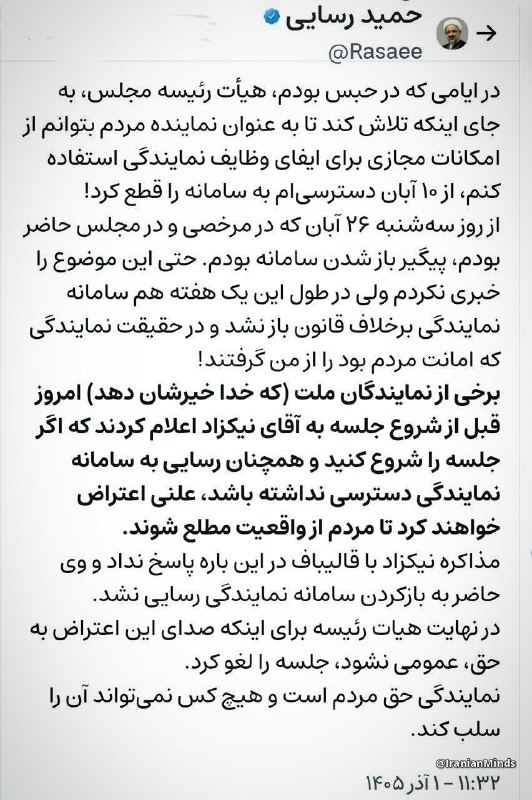 حمید رسایی
@Rasaee
در ایامی که در حبس بودم، هیأت رئیسه مجلس، به
جای اینکه تلاش کند تا به عنوان نماینده مردم بتوانم از
امکانات مجازی برای ایفای وظایف نمایندگی استفاده
کنم، از ۱۰ آبان دسترسی‌ام به سامانه را قطع کرد!
از روز سه‌شنبه ۲۶ آبان که در مرخصی و در مجلس حاضر
بودم، پیگیر باز شدن سامانه بودم. حتی این موضوع را
خبری نکردم ولی در طول این یک هفته هم سامانه
نمایندگی برخلاف قانون باز نشد و در حقیقت نمایندگی
که امانت مردم بود را از من گرفتند!
برخی از نمایندگان ملت (که خدا خیرشان دهد) امروز
قبل از شروع جلسه به آقای نیکزاد اعلام کردند که اگر
جلسه را شروع کنید و همچنان رسایی به سامانه
نمایندگی دسترسی نداشته باشد، علنی اعتراض
خواهند کرد تا مردم از واقعیت مطلع شوند.
مذاکره نیکزاد با قالیباف در این باره پاسخ نداد و وی
حاضر به بازکردن سامانه نمایندگی رسایی نشد.
در نهایت هیات رئیسه برای اینکه صدای این اعتراض به
حق، عمومی نشود، جلسه را لغو کرد.
نمایندگی حق مردم است و هیچ کس نمی‌تواند آن را
سلب کند.
@IranianMinds
۱۱:۳۲ - ۱ آذر ۱۴۰۵